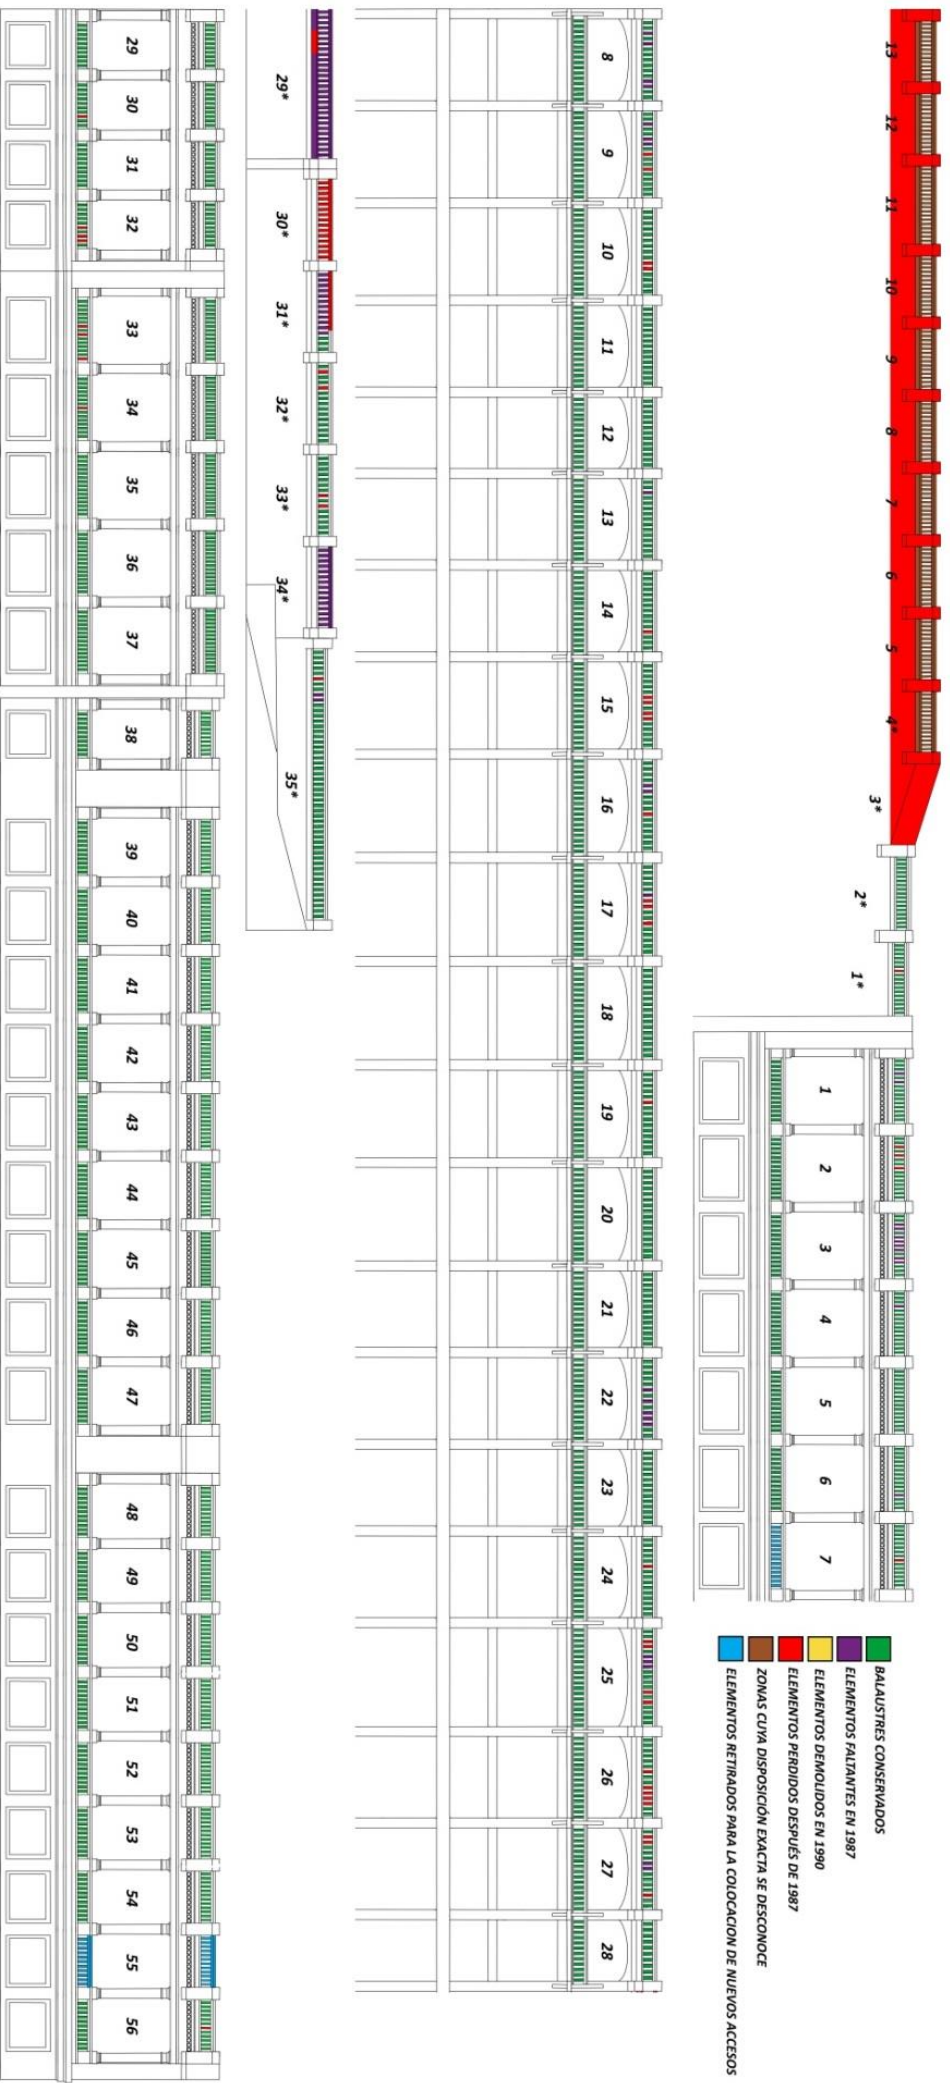 13 12 11 10 9 8 7 6 5 4* 3* 2* 1*
1 2 3 4 5 6 7
BALAUSTRES CONSERVADOS
ELEMENTOS FALTANTES EN 1987
ELEMENTOS DEMOLIDOS EN 1990
ELEMENTOS PERDIDOS DESPUÉS DE 1987
ZONAS CUYA DISPOSICIÓN EXACTA SE DESCONOCE
ELEMENTOS RETIRADOS PARA LA COLOCACION DE NUEVOS ACCESOS
8 9 10 11 12 13 14 15 16 17 18 19 20 21 22 23 24 25 26 27 28
29* 30* 31* 32* 33* 34* 35*
29 30 31 32 33 34 35 36 37 38 39 40 41 42 43 44 45 46 47 48 49 50 51 52 53 54 55 56